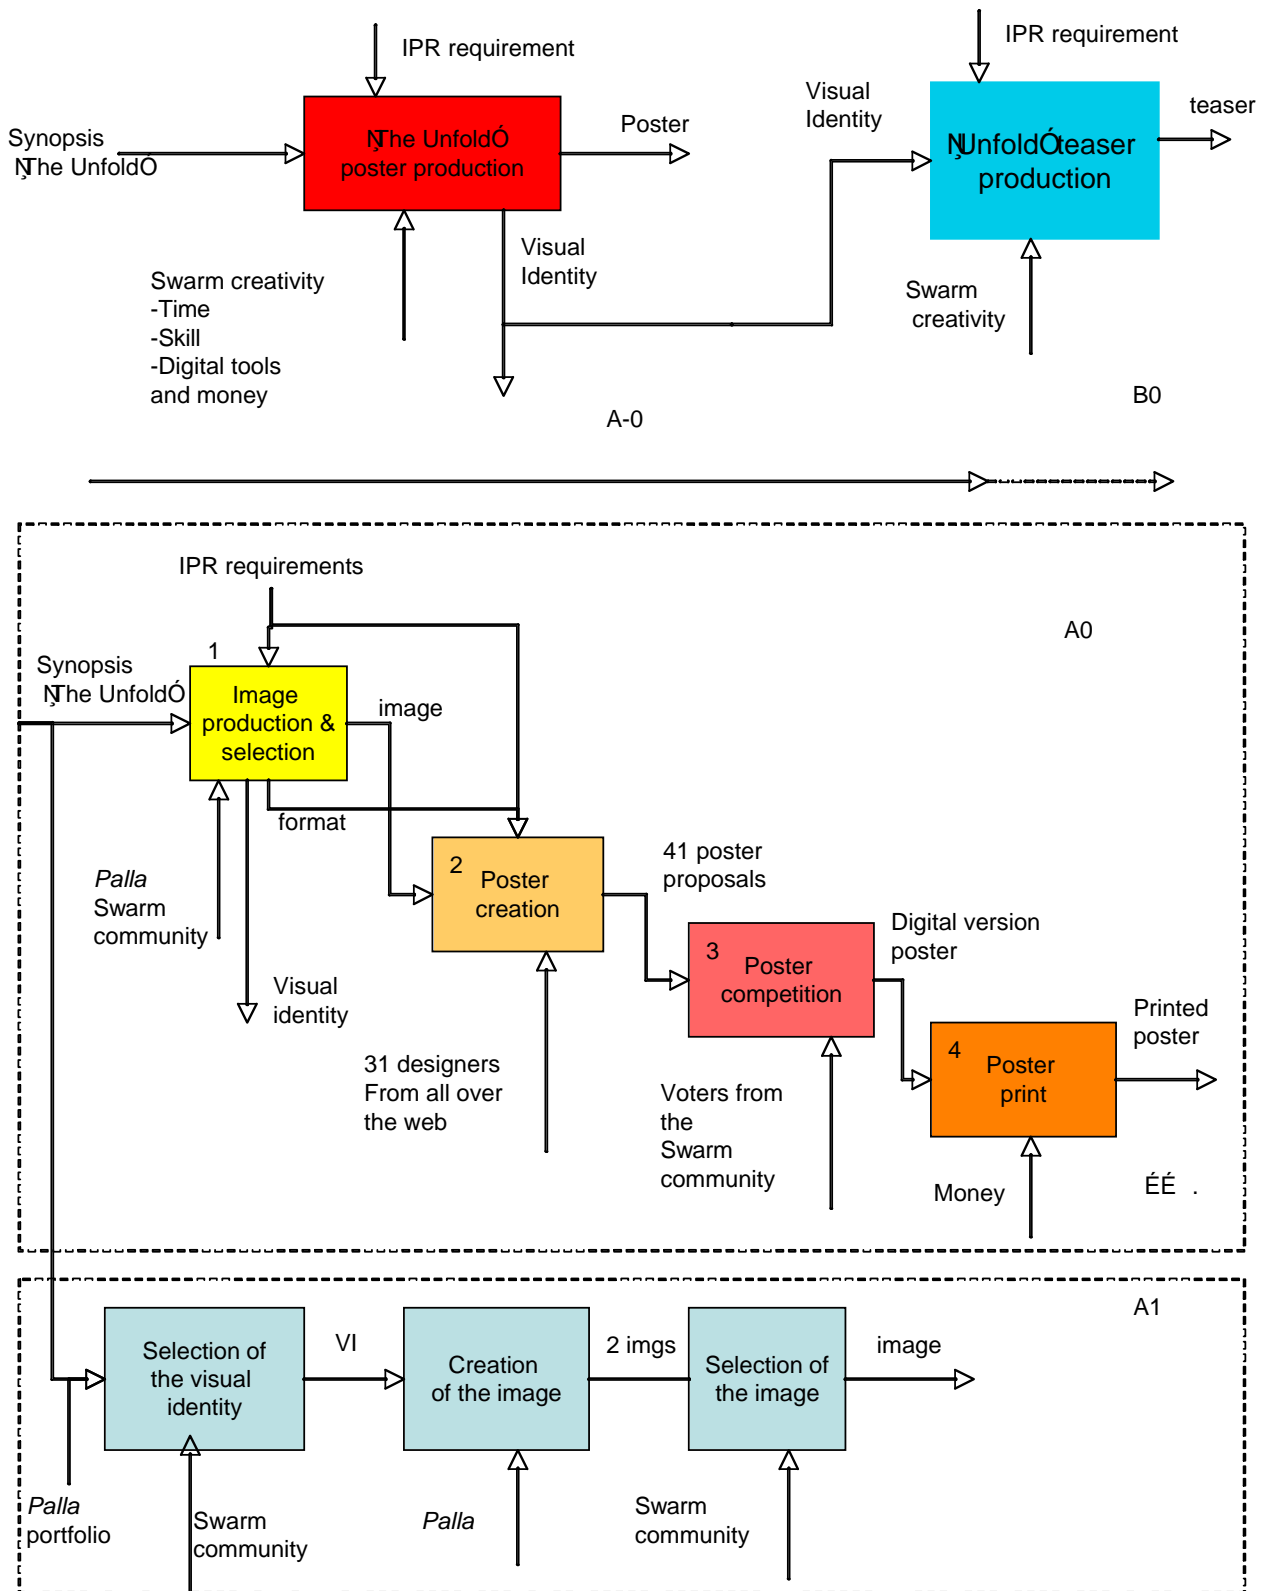 IPR requirement
IPR requirement
Synopsis
ŅThe UnfoldÓ
ŅThe UnfoldÓ
poster production
Poster
Visual
Identity
ŅUnfoldÓ teaser
production
teaser
Swarm creativity
-Time
-Skill
-Digital tools
and money
Visual
Identity
Swarm
creativity
A-0
B0
IPR requirements
A0
Synopsis
ŅThe UnfoldÓ
1
Image
production &
selection
image
format
Palla
Swarm
community
Visual
identity
2
Poster
creation
41 poster
proposals
31 designers
From all over
the web
3
Poster
competition
Digital version
poster
Voters from
the
Swarm
community
4
Poster
print
Printed
poster
Money
ÉÉ .
A1
Selection of
the visual
identity
VI
Creation
of the image
2 imgs
Selection of
the image
image
Palla
portfolio
Swarm
community
Palla
Swarm
community